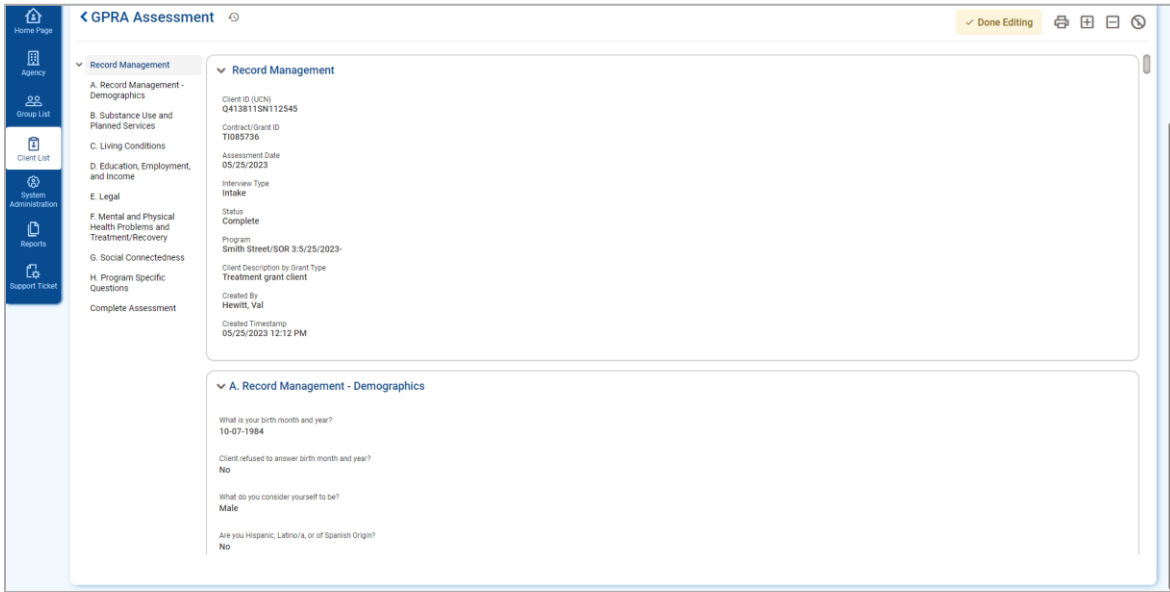 Home Page
Agency
Group List
Client List
System
Administration
Reports
Support Ticket
GPRA Assessment
Done Editing
Record Management
A. Record Management -
Demographics
B. Substance Use and
Planned Services
C. Living Conditions
D. Education, Employment,
and Income
E. Legal
F. Mental and Physical
Health Problems and
Treatment/Recovery
G. Social Connectedness
H. Program Specific
Questions
Complete Assessment
Record Management
Client ID (UCN)
Q413811SN112545
Contract/Grant ID
TI085736
Assessment Date
05/25/2023
Interview Type
Intake
Status
Complete
Program
Smith Street/SOR 3:5/25/2023-
Client Description by Grant Type
Treatment grant client
Created By
Hewitt, Val
Created Timestamp
05/25/2023 12:12 PM
A. Record Management - Demographics
What is your birth month and year?
10-07-1984
Client refused to answer birth month and year?
No
What do you consider yourself to be?
Male
Are you Hispanic, Latino/a, or of Spanish Origin?
No